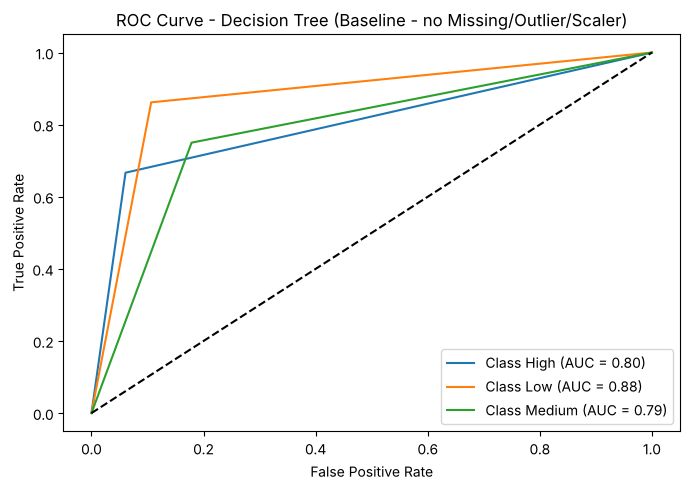 ROC Curve - Decision Tree (Baseline - no Missing/Outlier/Scaler)
True Positive Rate
1.0
0.8
0.6
0.4
0.2
0.0
Class High (AUC = 0.80)
Class Low (AUC = 0.88)
Class Medium (AUC = 0.79)
0.0 0.2 0.4 0.6 0.8 1.0
False Positive Rate